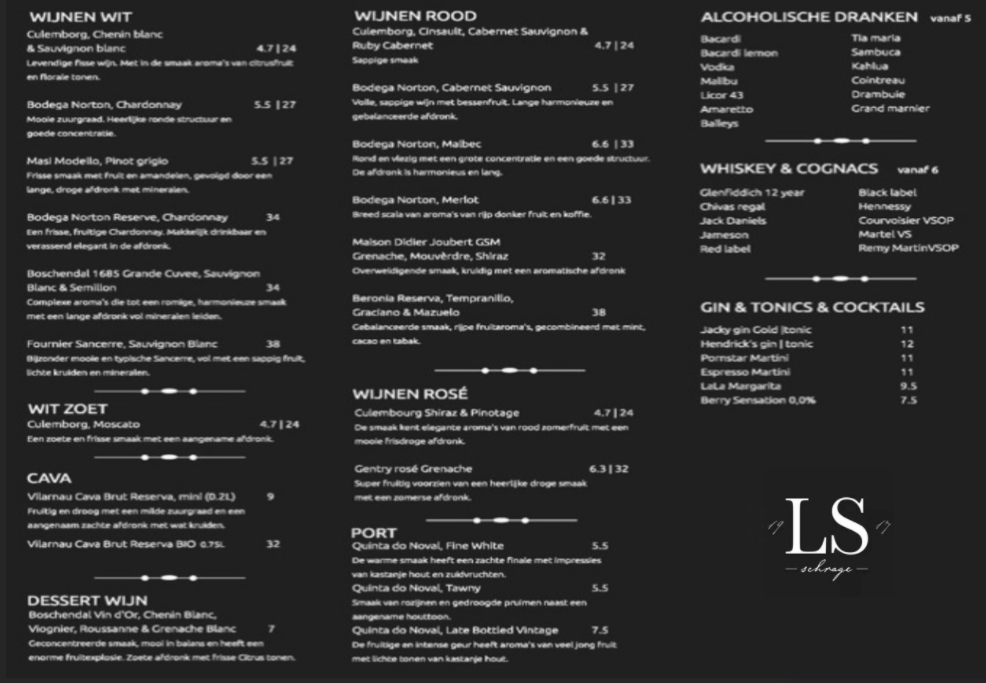 WIJNEN WIT
Culemborg, Chenin blanc
& Sauvignon blanc 4.7 | 24
Levendige fisse wijn. Met in de smaak aroma's van citrusfruit
en florale tonen.
Bodega Norton, Chardonnay 5.5 | 27
Mooie zuurgraad. Heerlijke ronde structuur en
goede concentratie.
Masi Modello, Pinot grigio 5.5 | 27
Frisse smaak met fruit en amandelen, gevolgd door een
lange, droge afdronk met mineralen.
Bodega Norton Reserve, Chardonnay 34
Een frisse, fruitige Chardonnay. Makkelijk drinkbaar en
verassend elegant in de afdronk.
Boschendal 1685 Grande Cuvee, Sauvignon
Blanc & Semillon 34
Complexe aroma's die tot een romige, harmonieuze smaak
met een lange afdronk vol mineralen leiden.
Fournier Sancerre, Sauvignon Blanc 38
Bijzonder mooie en typische Sancerre, vol met een sappig fruit,
lichte kruiden en mineralen.
WIT ZOET
Culemborg, Moscato 4.7 | 24
Een zoete en frisse smaak met een aangename afdronk.
CAVA
Vilarnau Cava Brut Reserva, mini (0.2L) 9
Fruitig en droog met een milde zuurgraad en een
aangenaam zachte afdronk met wat kruiden.
Vilarnau Cava Brut Reserva BIO 0.75L 32
DESSERT WIJN
Boschendal Vin d'Or, Chenin Blanc,
Viognier, Roussanne & Grenache Blanc 7
Geconcentreerde smaak, mooi in balans en heeft een
enorme fruitexplosie. Zoete afdronk met frisse Citrus tonen.
WIJNEN ROOD
Culemborg, Cinsault, Cabernet Sauvignon &
Ruby Cabernet 4.7 | 24
Sappige smaak
Bodega Norton, Cabernet Sauvignon 5.5 | 27
Volle, sappige wijn met bessenfruit. Lange harmonieuze en
gebalanceerde afdronk.
Bodega Norton, Malbec 6.6 | 33
Rond en vlezig met een grote concentratie en een goede structuur.
De afdronk is harmonieus en lang.
Bodega Norton, Merlot 6.6 | 33
Breed scala van aroma's van rijp donker fruit en koffie.
Maison Didier Joubert GSM
Grenache, Mouvèrdre, Shiraz 32
Overweldigende smaak, kruidig met een aromatische afdronk
Beronia Reserva, Tempranillo,
Graciano & Mazuelo 38
Gebalanceerde smaak, rijpe fruitaroma's, gecombineerd met mint,
cacao en tabak.
WIJNEN ROSÉ
Culembourg Shiraz & Pinotage 4.7 | 24
De smaak kent elegante aroma's van rood zomerfruit met een
mooie frisdroge afdronk.
Gentry rosé Grenache 6.3 | 32
Super fruitig voorzien van een heerlijke droge smaak
met een zomerse afdronk.
PORT
Quinta do Noval, Fine White 5.5
De warme smaak heeft een zachte finale met impressies
van kastanje hout en zuidvruchten.
Quinta do Noval, Tawny 5.5
Smaak van rozijnen en gedroogde pruimen naast een
aangename houttoon.
Quinta do Noval, Late Bottled Vintage 7.5
De fruitige en intense geur heeft aroma's van veel jong fruit
met lichte tonen van kastanje hout.
ALCOHOLISCHE DRANKEN vanaf 5
Bacardi Tia maria
Bacardi lemon Sambuca
Vodka Kahlua
Malibu Cointreau
Licor 43 Drambuie
Amaretto Grand marnier
Baileys
WHISKEY & COGNACS vanaf 6
Glenfiddich 12 year Black label
Chivas regal Hennessy
Jack Daniels Courvoisier VSOP
Jameson Martel VS
Red label Remy MartinVSOP
GIN & TONICS & COCKTAILS
Jacky gin Gold |tonic 11
Hendrick's gin | tonic 12
Pornstar Martini 11
Espresso Martini 11
LaLa Margarita 9.5
Berry Sensation 0,0% 7.5
19 LS 17
schrage